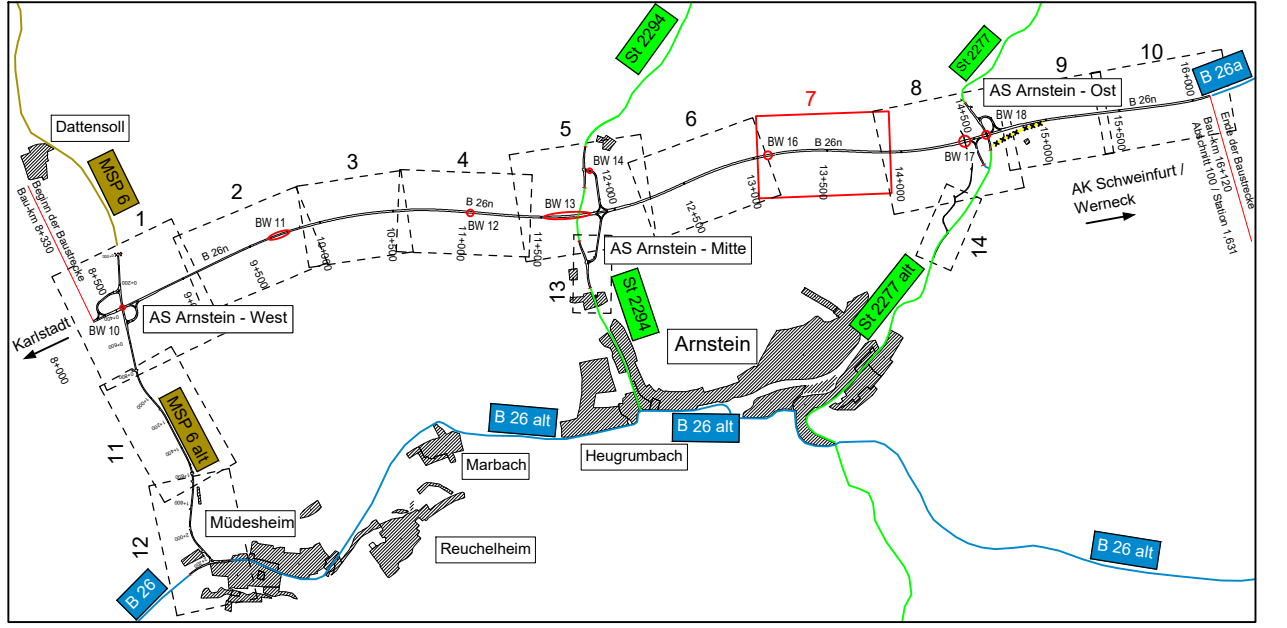 St 2294
St 2277
10
9
8
7
6
5
4
3
2
1
B 26a
16+000
AS Arnstein - Ost
B 26n
BW 18
14+500
15+000
15+500
BW 17
Ende der Baustrecke
Bau-km 16+120
Abschnitt 100 / Station 1,631
AK Schweinfurt /
Werneck
Dattensoll
MSP 6
BW 14
12+000
BW 16
B 26n
13+000
13+500
14+000
12+500
Beginn der Baustrecke
Bau-km 8+330
B 26n
BW 11
B 26n
BW 12
BW 13
9+500
10+000
10+500
11+000
11+500
8+500
AS Arnstein - Mitte
AS Arnstein - West
BW 10
Karlstadt
8+000
13
14
St 2294
St 2277 alt
Arnstein
MSP 6 alt
11
B 26 alt
B 26 alt
Heugrumbach
Marbach
Müdesheim
Reuchelheim
12
B 26
B 26 alt